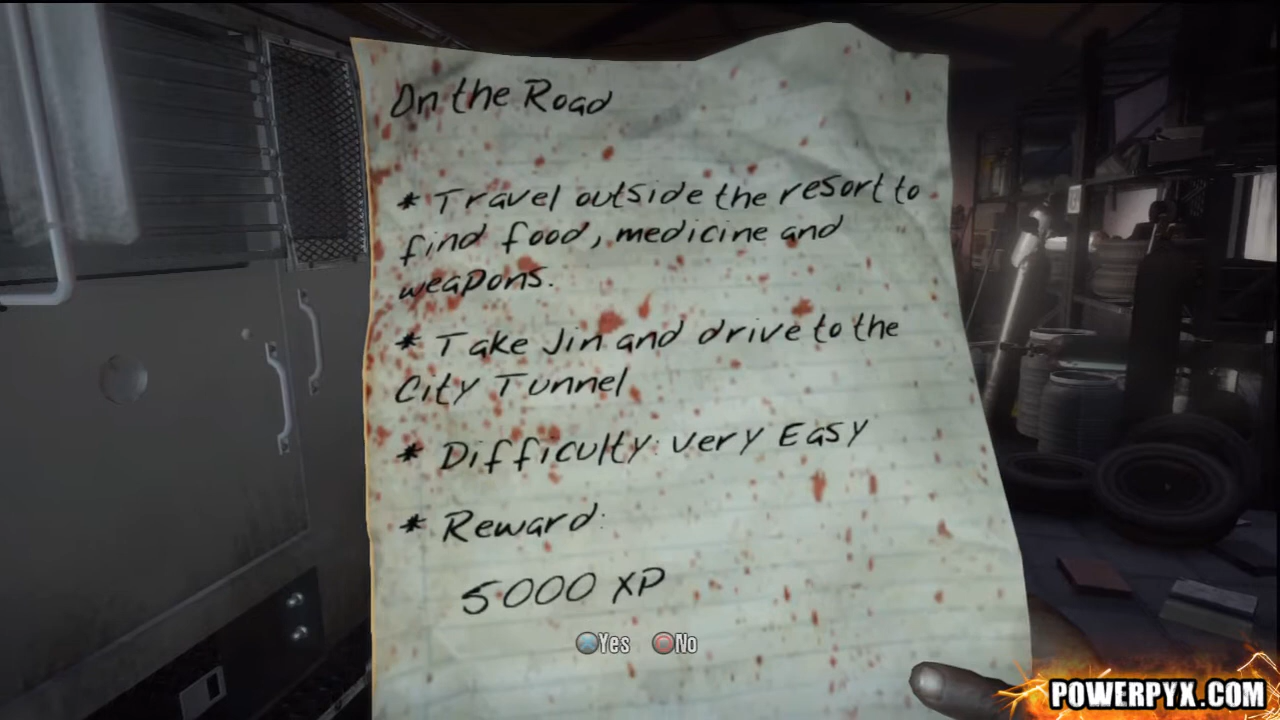 On the Road
* Travel outside the resort to
find food, medicine and
weapons.
* Take Jin and drive to the
City Tunnel
* Difficulty: Very Easy
* Reward:
5000 XP
Yes No
POWERPYX.COM